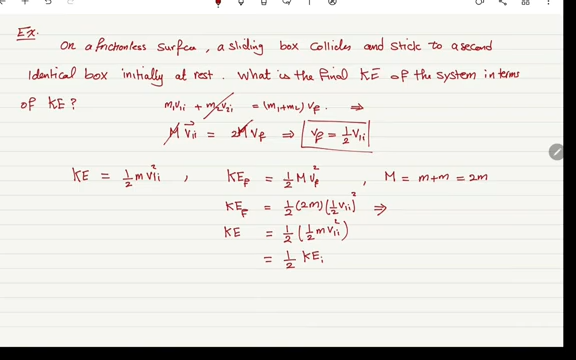 Ex.
On a frictionless surface, a sliding box collides and stick to a second
identical box initially at rest. What is the final KE of the system in terms
of KE?
m₁v₁ᵢ + m₂v₂ᵢ = (m₁+m₂) v_f ⇒
M v⃗₁ᵢ = 2M v_f ⇒ v_f = ½ v₁ᵢ
KE = ½ m v₁ᵢ² , KE_f = ½ M v_f² , M = m+m = 2m
KE_f = ½ (2m) (½ v₁ᵢ)² ⇒
KE = ½ (½ m v₁ᵢ²)
= ½ KEᵢ